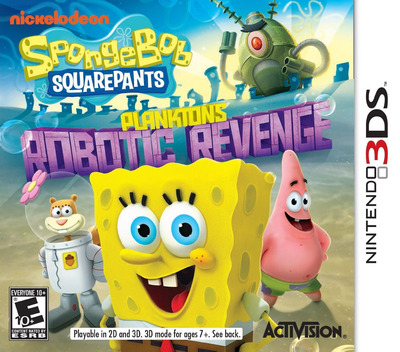 nickelodeon
SpongeBob
SQUAREPANTS
PLANKTON'S
ROBOTIC REVENGE
NINTENDO 3DS
EVERYONE 10+
E
10+
CONTENT RATED BY
ESRB
Playable in 2D and 3D. 3D mode for ages 7+. See back.
ACTIVISION®